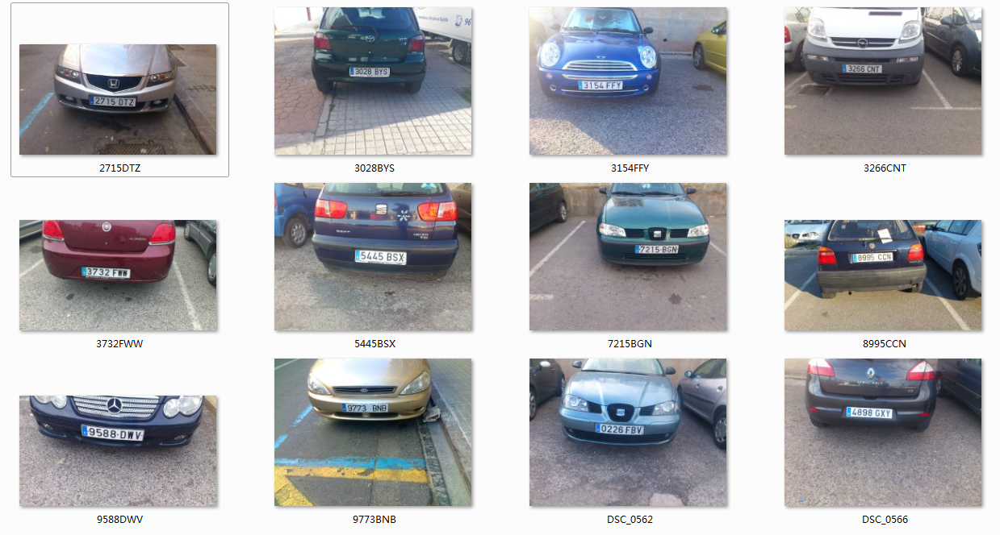 2715 DTZ
3028 BYS
3154 FFY
3266 CNT
2715DTZ
3028BYS
3154FFY
3266CNT
3732 FWW
5445 BSX
7215 BGN
8995 CCN
3732FWW
5445BSX
7215BGN
8995CCN
9588 DWV
9773 BNB
0226 FBV
4898 GXY
9588DWV
9773BNB
DSC_0562
DSC_0566